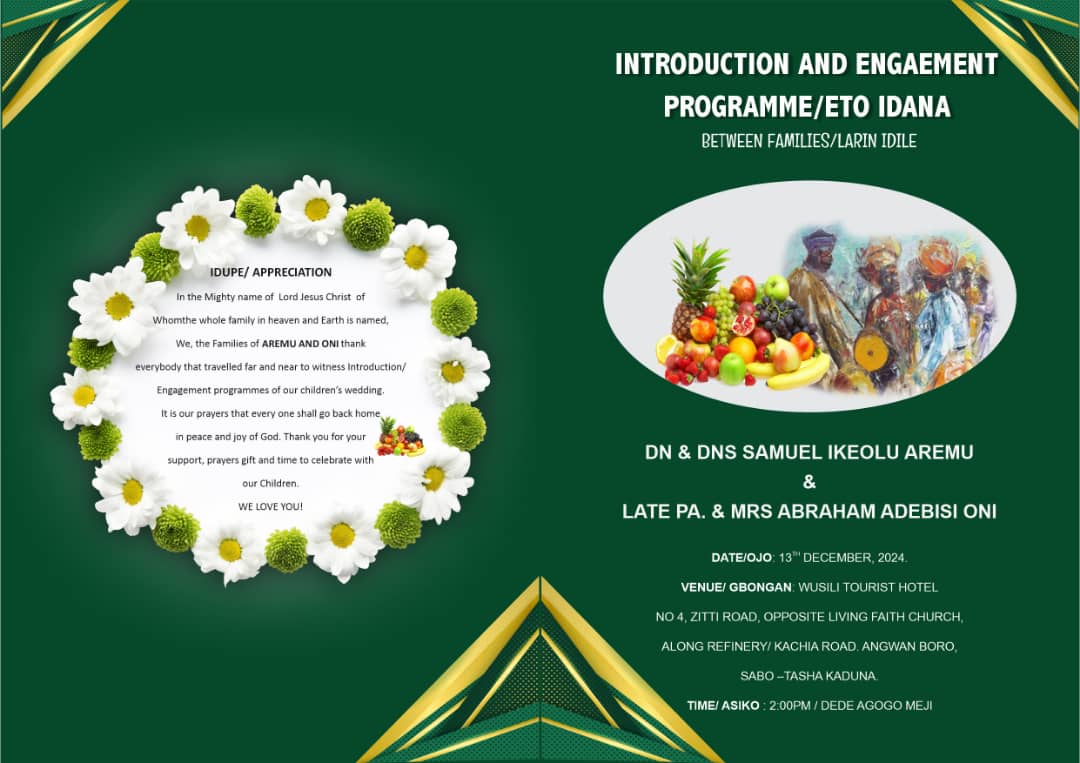 IDUPE/ APPRECIATION
In the Mighty name of Lord Jesus Christ of
Whomthe whole family in heaven and Earth is named,
We, the Families of AREMU AND ONI thank
everybody that travelled far and near to witness Introduction/
Engagement programmes of our children's wedding.
It is our prayers that every one shall go back home
in peace and joy of God. Thank you for your
support, prayers gift and time to celebrate with
our Children.
WE LOVE YOU!
INTRODUCTION AND ENGAEMENT
PROGRAMME/ETO IDANA
BETWEEN FAMILIES/LARIN IDILE
DN & DNS SAMUEL IKEOLU AREMU
&
LATE PA. & MRS ABRAHAM ADEBISI ONI
DATE/OJO: 13TH DECEMBER, 2024.
VENUE/ GBONGAN: WUSILI TOURIST HOTEL
NO 4, ZITTI ROAD, OPPOSITE LIVING FAITH CHURCH,
ALONG REFINERY/ KACHIA ROAD. ANGWAN BORO,
SABO –TASHA KADUNA.
TIME/ ASIKO : 2:00PM / DEDE AGOGO MEJI